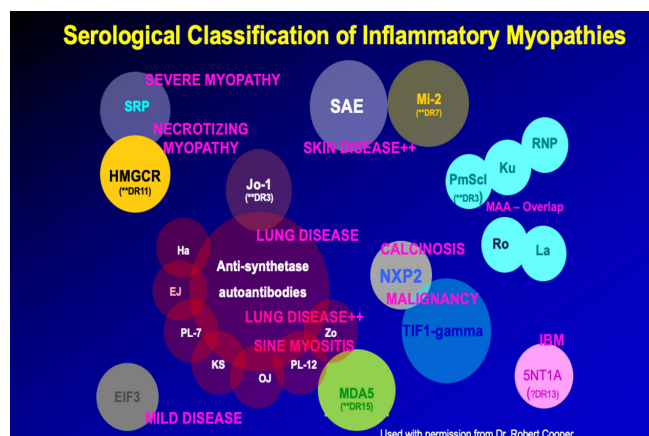 Serological Classification of Inflammatory Myopathies
SEVERE MYOPATHY
SRP
NECROTIZING
MYOPATHY
HMGCR
(**DR11)
SAE
Mi-2
(**DR7)
SKIN DISEASE++
RNP
Ku
PmScl
(**DR3)
MAA – Overlap
Ro
La
Jo-1
(**DR3)
LUNG DISEASE
Anti-synthetase
autoantibodies
LUNG DISEASE++
SINE MYOSITIS
Ha
EJ
PL-7
KS
OJ
PL-12
Zo
CALCINOSIS
NXP2
MALIGNANCY
TIF1-gamma
IBM
5NT1A
(?DR13)
MDA5
(**DR15)
EIF3
MILD DISEASE
Used with permission from Dr. Robert Cooper